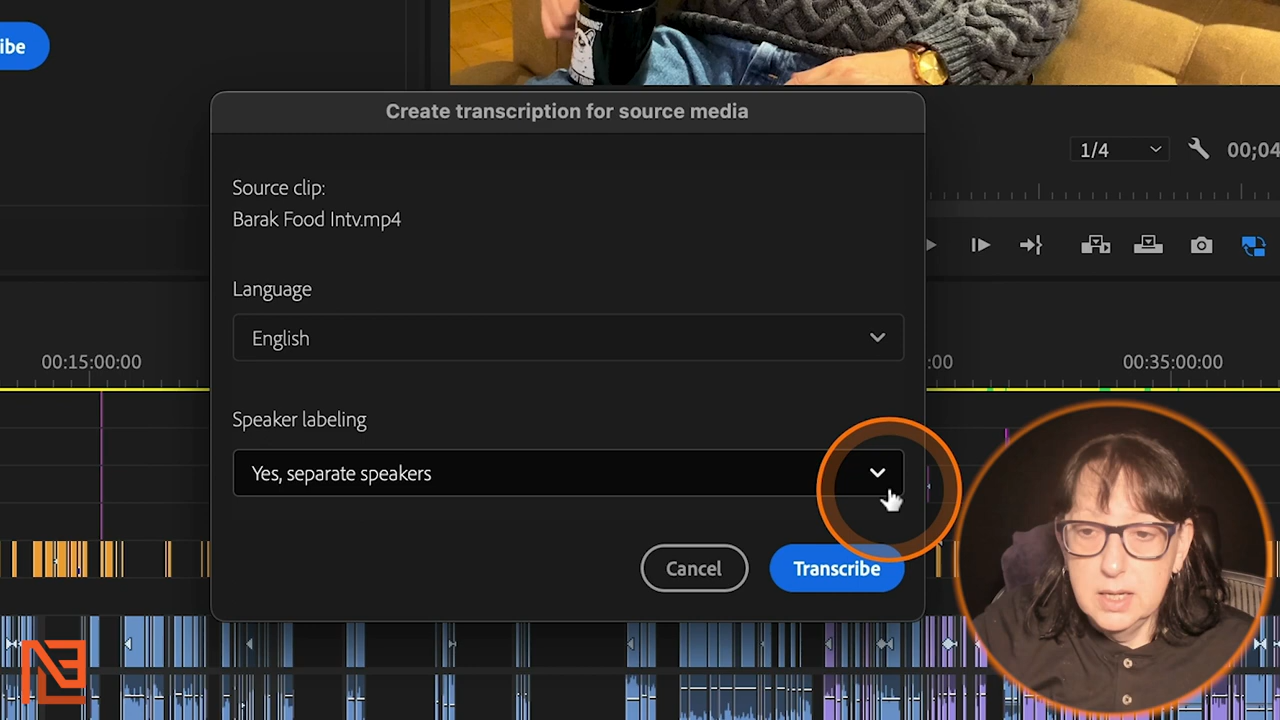 ibe
Create transcription for source media
1/4
00;04
Source clip:
Barak Food Intv.mp4
Language
English
00:15:00:00
:00
00:35:00:00
Speaker labeling
Yes, separate speakers
Cancel
Transcribe